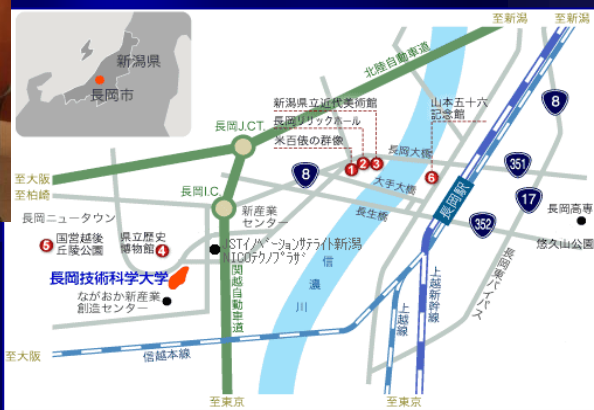 至新潟
至新潟
新潟県
長岡市
北陸自動車道
8
新潟県立近代美術館
長岡リリックホール
米百俵の群像
山本五十六
記念館
長岡J.CT.
長岡大橋
1
2
3
6
351
至大阪
至柏崎
長岡I.C.
8
大手大橋
長岡駅
17
長岡ニュータウン
新産業
センター
長生橋
352
長岡高専
5
国営越後
丘陵公園
県立歴史
博物館
4
JSTイノベーションサテライト新潟
NICOテクノプラザ
悠久山公園
長岡技術科学大学
ながおか新産業
創造センター
関越自動車道
信濃川
上越新幹線
上越線
長岡東バイパス
至大阪
信越本線
至東京
至東京